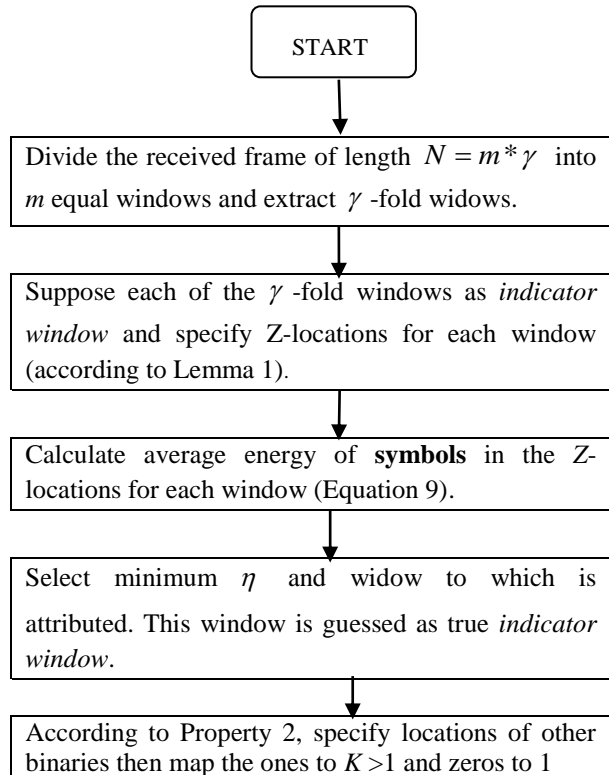 START
Divide the received frame of length N = m * γ into
m equal windows and extract γ -fold widows.
Suppose each of the γ -fold windows as indicator
window and specify Z-locations for each window
(according to Lemma 1).
Calculate average energy of symbols in the Z-
locations for each window (Equation 9).
Select minimum η and widow to which is
attributed. This window is guessed as true indicator
window.
According to Property 2, specify locations of other
binaries then map the ones to K >1 and zeros to 1